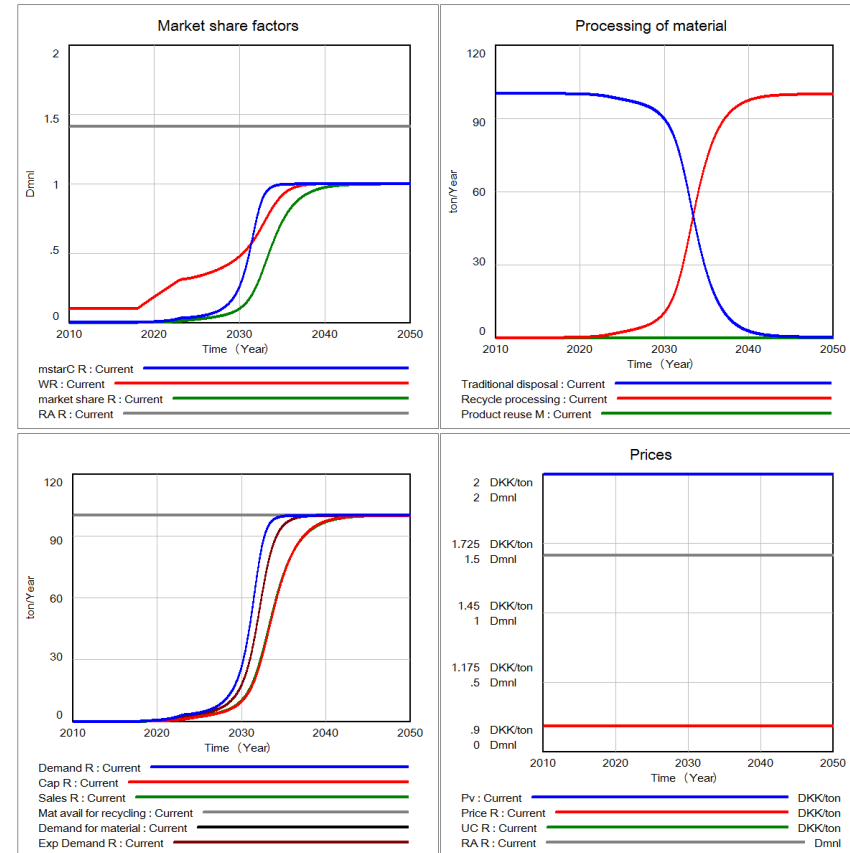 Market share factors
2
1.5
1
.5
0
Dmnl
2010 2020 2030 2040 2050
Time (Year)
mstarC R : Current
WR : Current
market share R : Current
RA R : Current
Processing of material
120
90
60
30
0
ton/Year
2010 2020 2030 2040 2050
Time (Year)
Traditional disposal : Current
Recycle processing : Current
Product reuse M : Current
120
90
60
30
0
ton/Year
2010 2020 2030 2040 2050
Time (Year)
Demand R : Current
Cap R : Current
Sales R : Current
Mat avail for recycling : Current
Demand for material : Current
Exp Demand R : Current
Prices
2 DKK/ton
2 Dmnl
1.725 DKK/ton
1.5 Dmnl
1.45 DKK/ton
1 Dmnl
1.175 DKK/ton
.5 Dmnl
.9 DKK/ton
0 Dmnl
2010 2020 2030 2040 2050
Time (Year)
Pv : Current DKK/ton
Price R : Current DKK/ton
UC R : Current DKK/ton
RA R : Current Dmnl